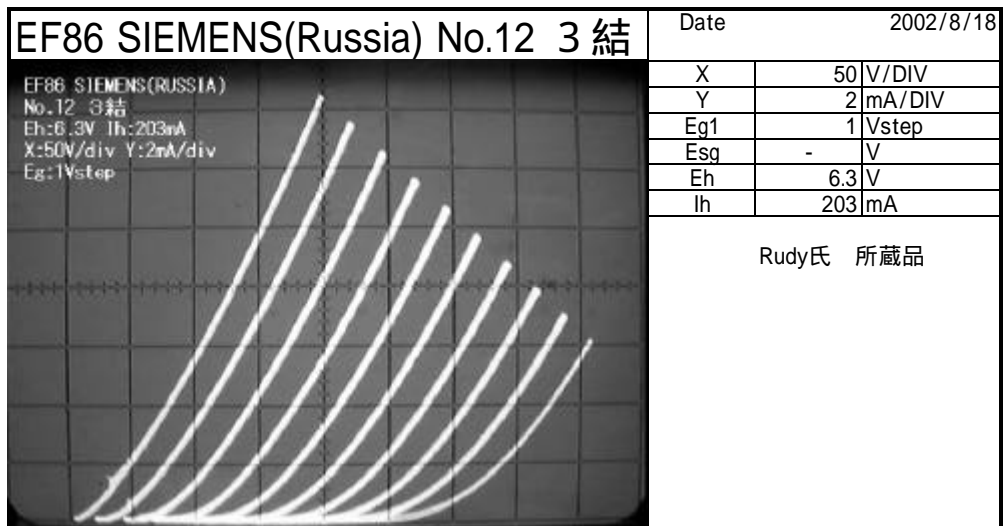 EF86 SIEMENS(Russia) No.12 3結
Date 2002/8/18
EF86 SIEMENS(RUSSIA)
No.12 3結
Eh:6.3V Ih:203mA
X:50V/div Y:2mA/div
Eg:1Vstep
X 50 V/DIV
Y 2 mA/DIV
Eg1 1 Vstep
Esg - V
Eh 6.3 V
Ih 203 mA
Rudy氏 所蔵品